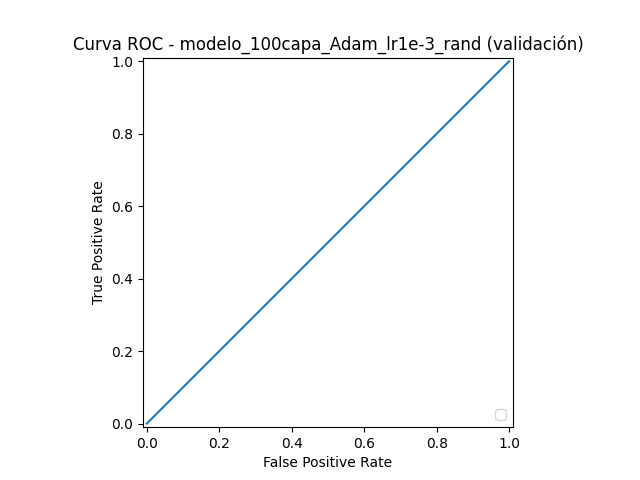 Curva ROC - modelo_100capa_Adam_lr1e-3_rand (validación)
1.0
0.8
0.6
0.4
0.2
0.0
True Positive Rate
0.0 0.2 0.4 0.6 0.8 1.0
False Positive Rate